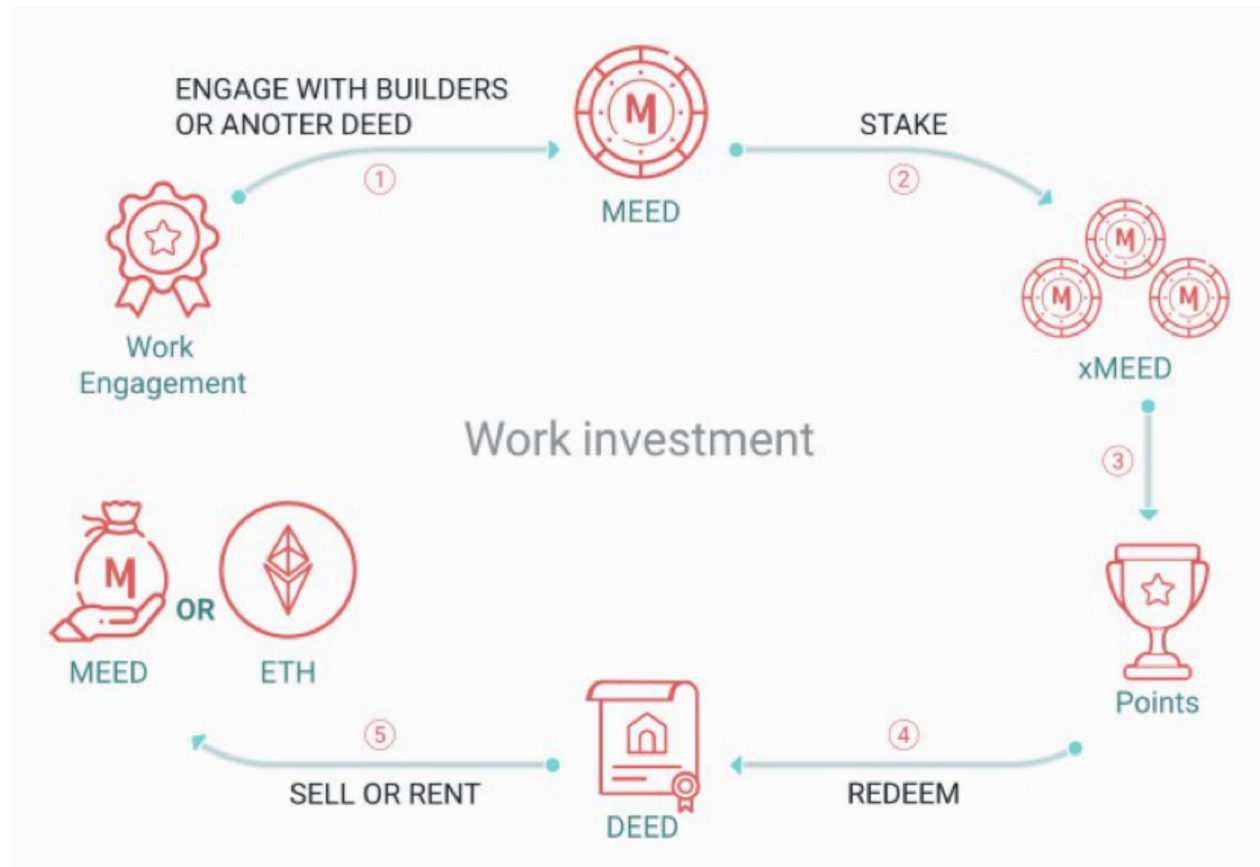 ENGAGE WITH BUILDERS
OR ANOTER DEED
①
M
MEED
STAKE
②
M
M
M
xMEED
Work
Engagement
Work investment
③
M
OR
MEED
ETH
Points
④
REDEEM
DEED
⑤
SELL OR RENT